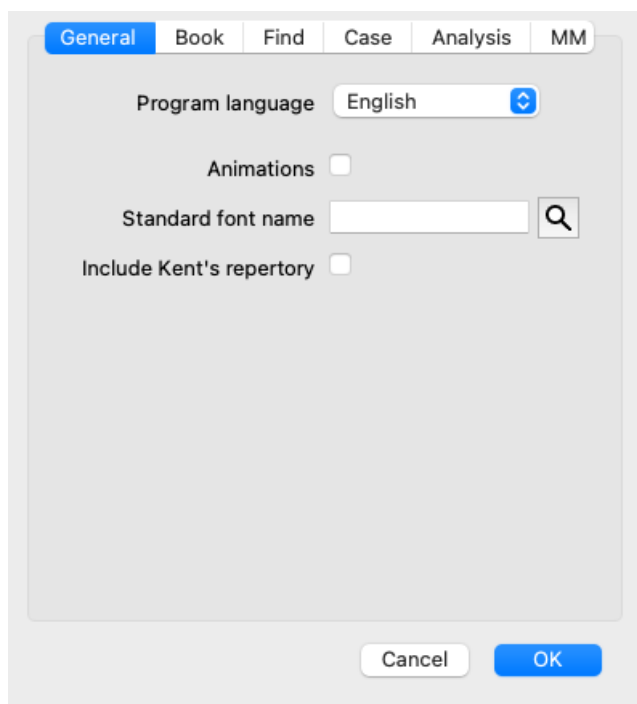 General Book Find Case Analysis MM
Program language English
Animations
Standard font name
Include Kent's repertory
Cancel OK